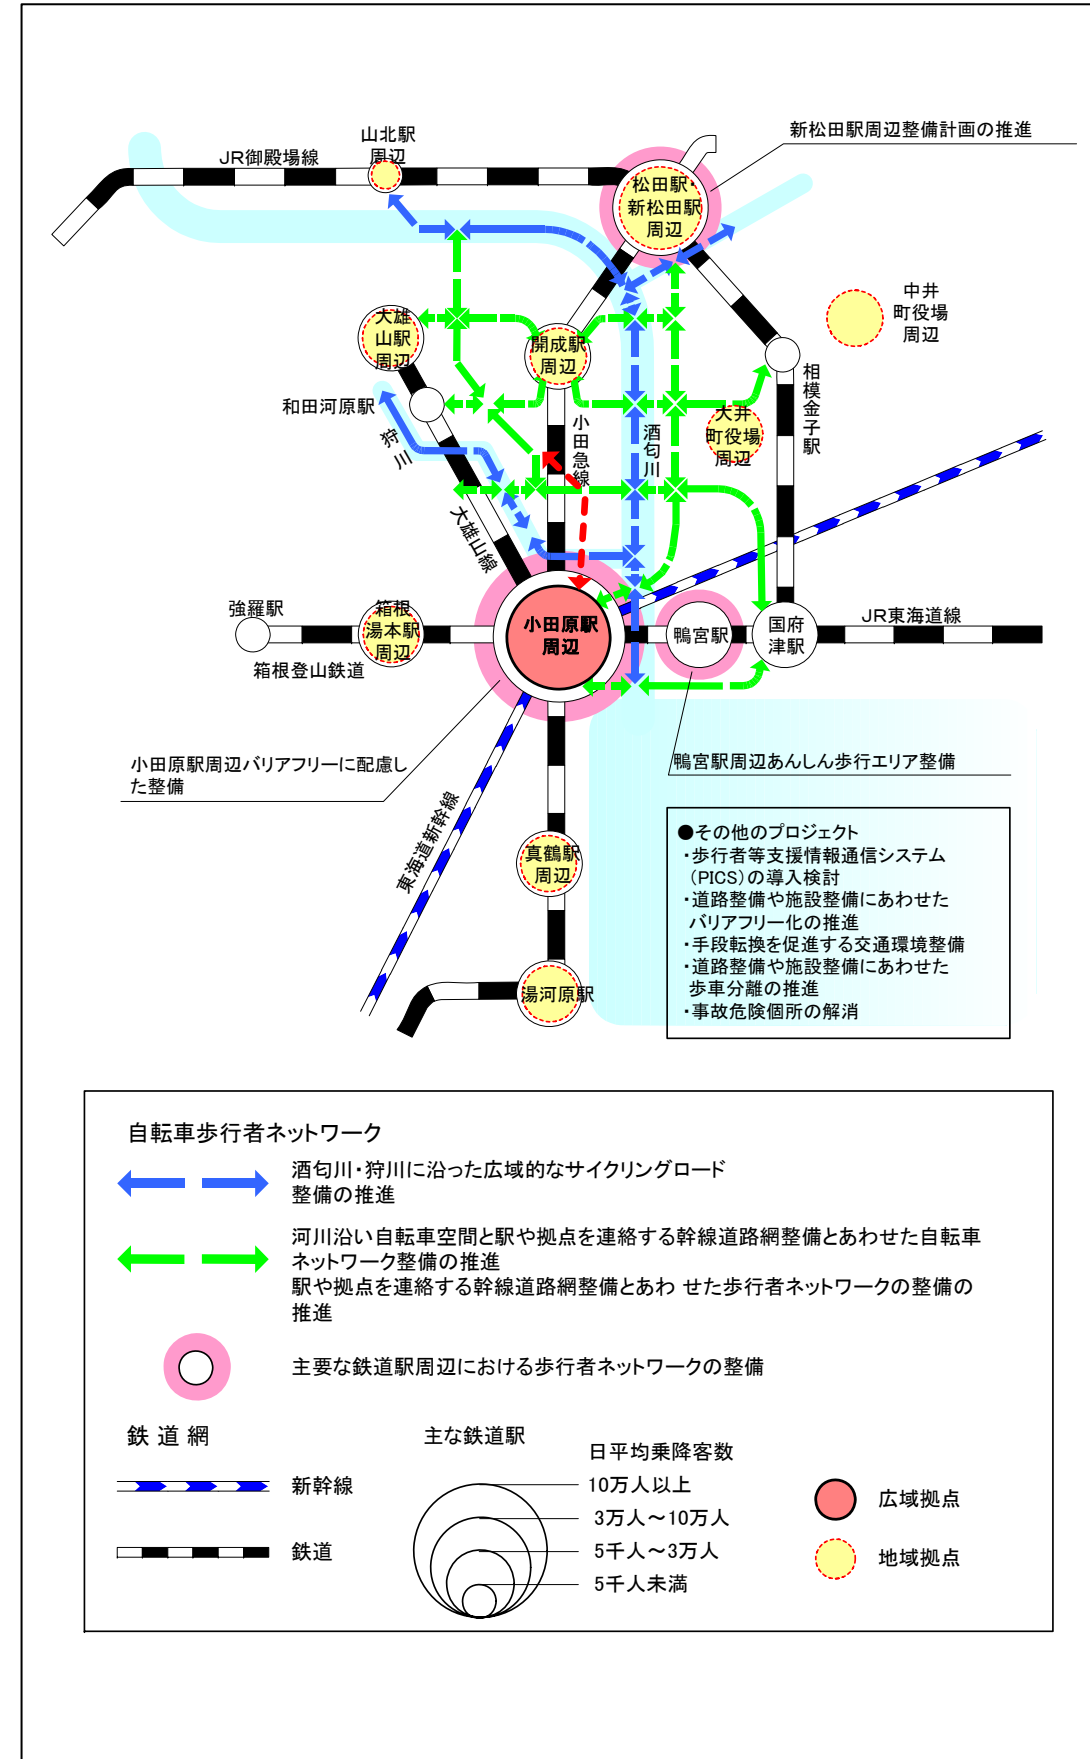 新松田駅周辺整備計画の推進
山北駅
周辺
JR御殿場線
松田駅・
新松田駅
周辺
中井
町役場
周辺
大雄
山駅
周辺
開成駅
周辺
相模金子駅
和田河原駅
狩川
小田急線
酒匂川
大井
町役場
周辺
大雄山線
強羅駅
箱根
湯本駅
周辺
箱根登山鉄道
小田原駅
周辺
鴨宮駅
国府
津駅
JR東海道線
小田原駅周辺バリアフリーに配慮し
た整備
鴨宮駅周辺あんしん歩行エリア整備
東海道新幹線
真鶴駅
周辺
湯河原駅
●その他のプロジェクト
・歩行者等支援情報通信システム
(PICS)の導入検討
・道路整備や施設整備にあわせた
バリアフリー化の推進
・手段転換を促進する交通環境整備
・道路整備や施設整備にあわせた
歩車分離の推進
・事故危険個所の解消
自転車歩行者ネットワーク
酒匂川・狩川に沿った広域的なサイクリングロード
整備の推進
河川沿い自転車空間と駅や拠点を連絡する幹線道路網整備とあわせた自転車
ネットワーク整備の推進
駅や拠点を連絡する幹線道路網整備とあわ せた歩行者ネットワークの整備の
推進
主要な鉄道駅周辺における歩行者ネットワークの整備
鉄 道 網
新幹線
鉄道
主な鉄道駅
日平均乗降客数
10万人以上
3万人～10万人
5千人～3万人
5千人未満
広域拠点
地域拠点